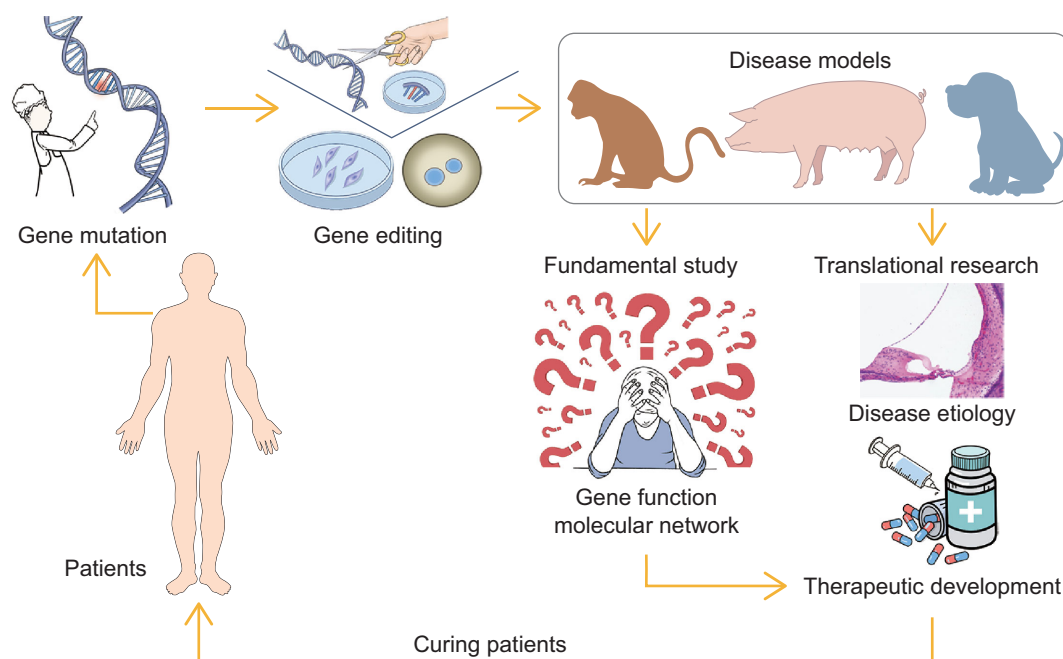 Disease models
Gene mutation
Gene editing
Fundamental study
Translational research
Disease etiology
Gene function
molecular network
Patients
Therapeutic development
Curing patients